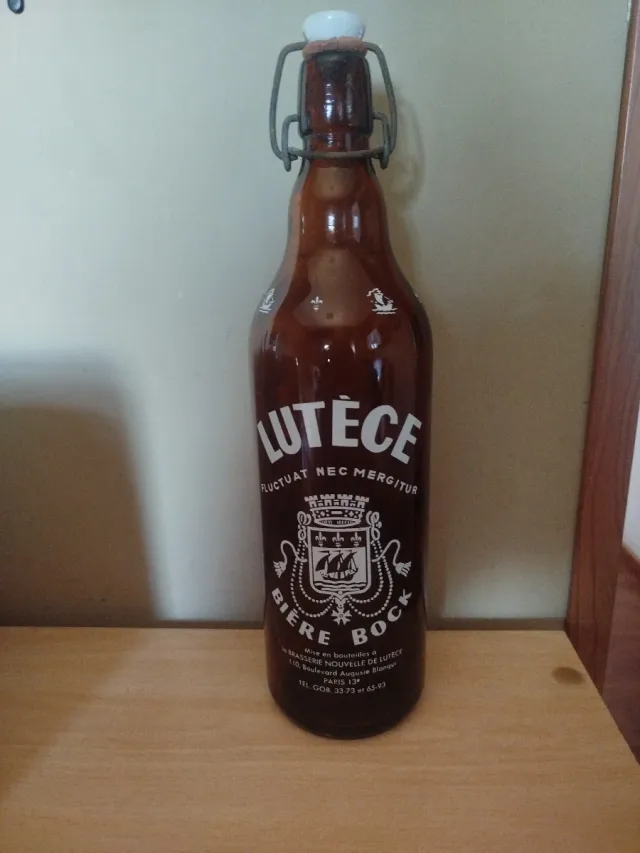 LUTÈCE
FLUCTUAT NEC MERGITUR
BIÈRE BOCK
Mise en bouteilles à
la BRASSERIE NOUVELLE DE LUTÈCE
110, Boulevard Auguste Blanqui
PARIS 13e
TEL. GOB. 33-73 et 65-93